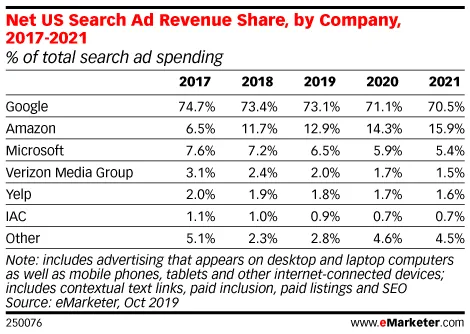 Net US Search Ad Revenue Share, by Company,
2017-2021
% of total search ad spending
2017 2018 2019 2020 2021
Google 74.7% 73.4% 73.1% 71.1% 70.5%
Amazon 6.5% 11.7% 12.9% 14.3% 15.9%
Microsoft 7.6% 7.2% 6.5% 5.9% 5.4%
Verizon Media Group 3.1% 2.4% 2.0% 1.7% 1.5%
Yelp 2.0% 1.9% 1.8% 1.7% 1.6%
IAC 1.1% 1.0% 0.9% 0.7% 0.7%
Other 5.1% 2.3% 2.8% 4.6% 4.5%
Note: includes advertising that appears on desktop and laptop computers
as well as mobile phones, tablets and other internet-connected devices;
includes contextual text links, paid inclusion, paid listings and SEO
Source: eMarketer, Oct 2019
250076 www.eMarketer.com